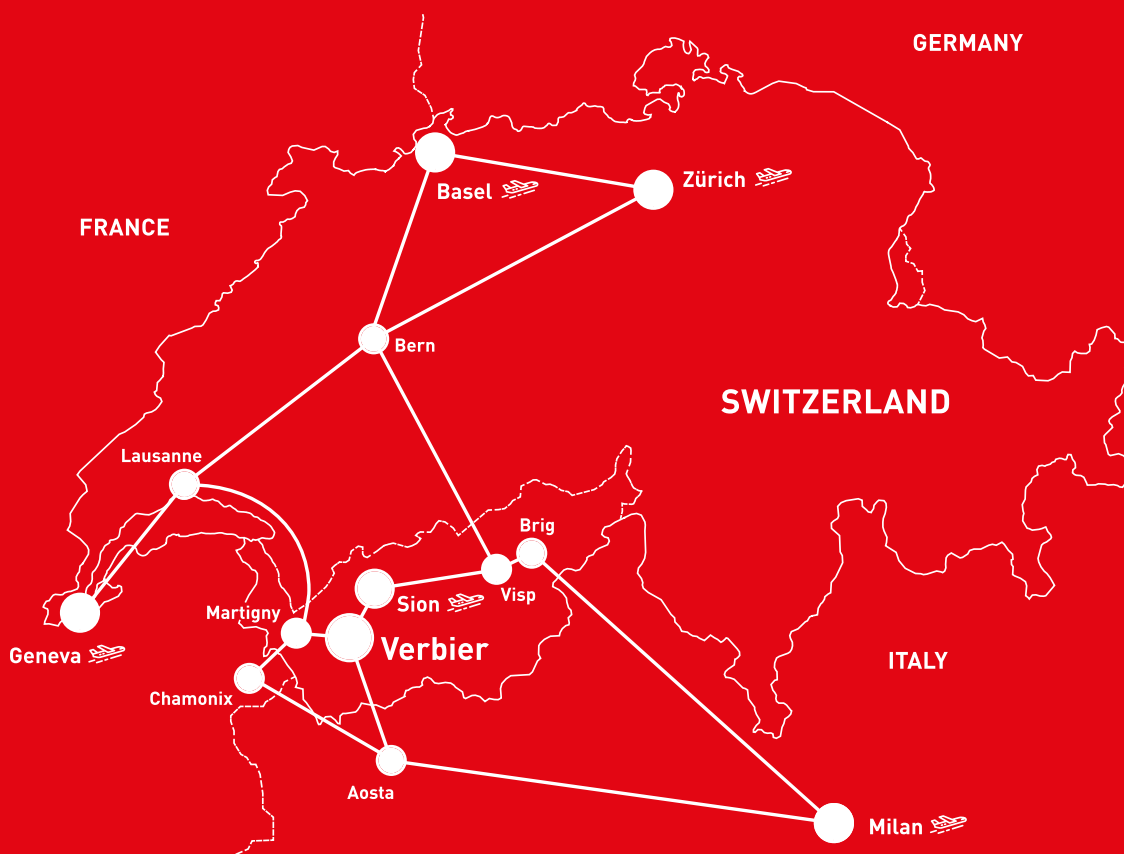 GERMANY
Zürich
Basel
FRANCE
Bern
SWITZERLAND
Lausanne
Brig
Visp
Sion
Martigny
Verbier
Geneva
ITALY
Chamonix
Aosta
Milan